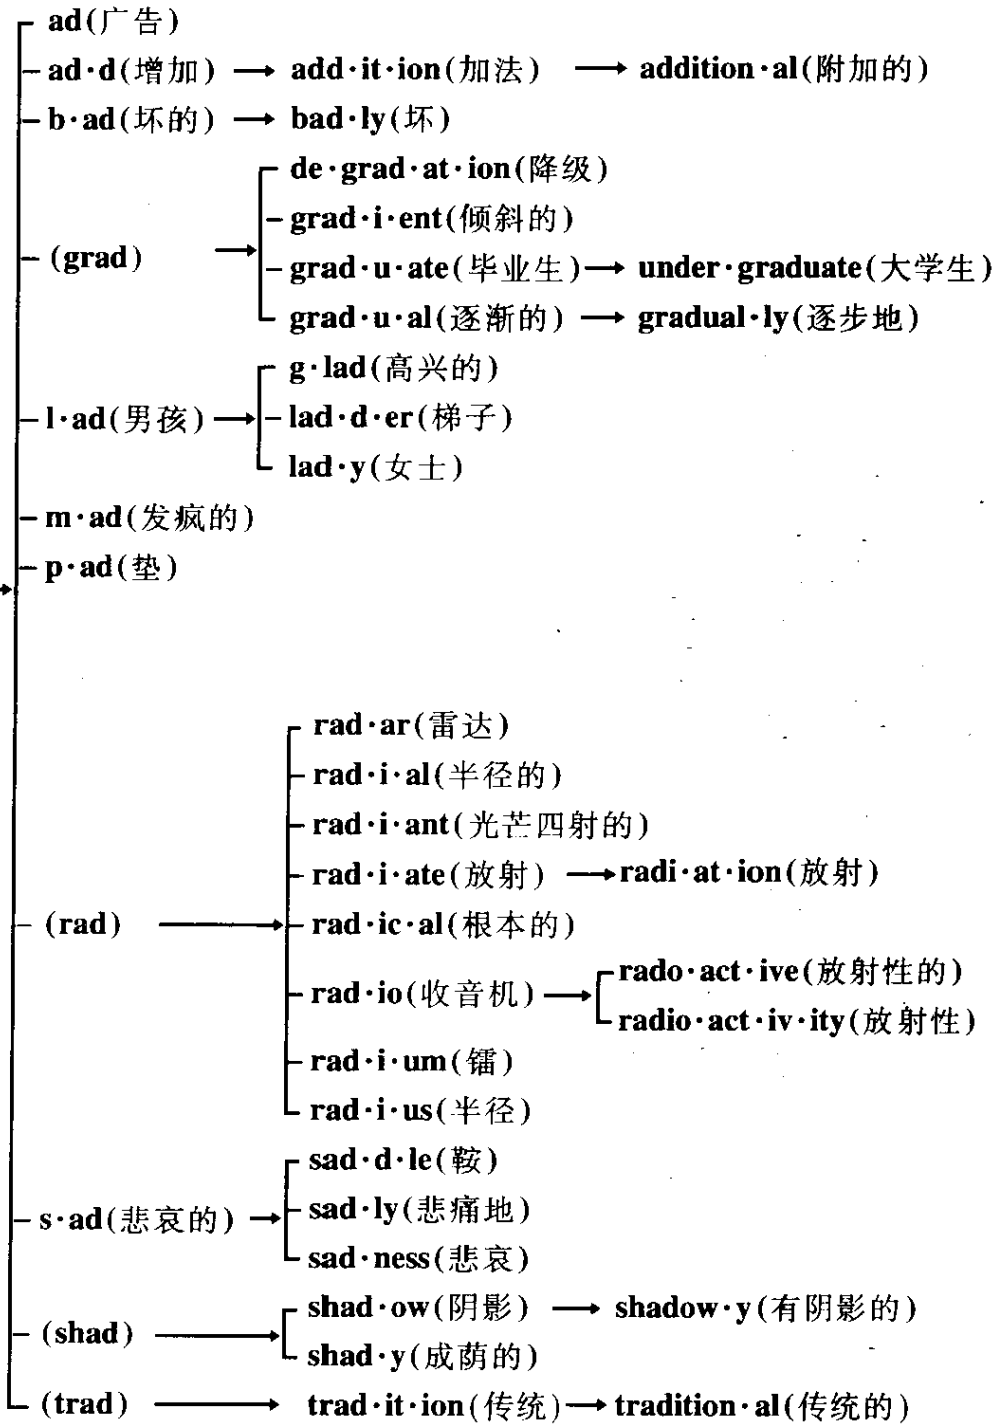 ad(广告)
ad·d(增加) → add·it·ion(加法) → addition·al(附加的)
b·ad(坏的) → bad·ly(坏)
de·grad·at·ion(降级)
grad·i·ent(倾斜的)
(grad) → grad·u·ate(毕业生) → under·graduate(大学生)
grad·u·al(逐渐的) → gradual·ly(逐步地)
g·lad(高兴的)
l·ad(男孩) → lad·d·er(梯子)
lad·y(女士)
m·ad(发疯的)
p·ad(垫)
rad·ar(雷达)
rad·i·al(半径的)
rad·i·ant(光芒四射的)
rad·i·ate(放射) → radi·at·ion(放射)
(rad) → rad·ic·al(根本的)
rado·act·ive(放射性的)
rad·io(收音机) → radio·act·iv·ity(放射性)
rad·i·um(镭)
rad·i·us(半径)
sad·d·le(鞍)
s·ad(悲哀的) → sad·ly(悲痛地)
sad·ness(悲哀)
shad·ow(阴影) → shadow·y(有阴影的)
(shad) → shad·y(成荫的)
(trad) → trad·it·ion(传统) → tradition·al(传统的)